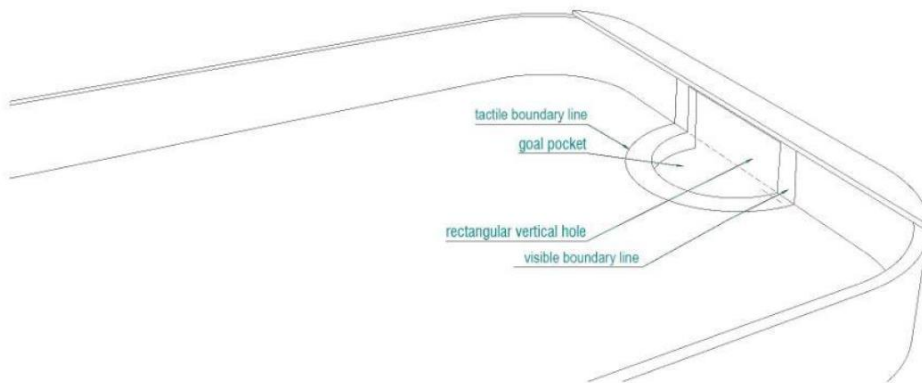 tactile boundary line
goal pocket
rectangular vertical hole
visible boundary line